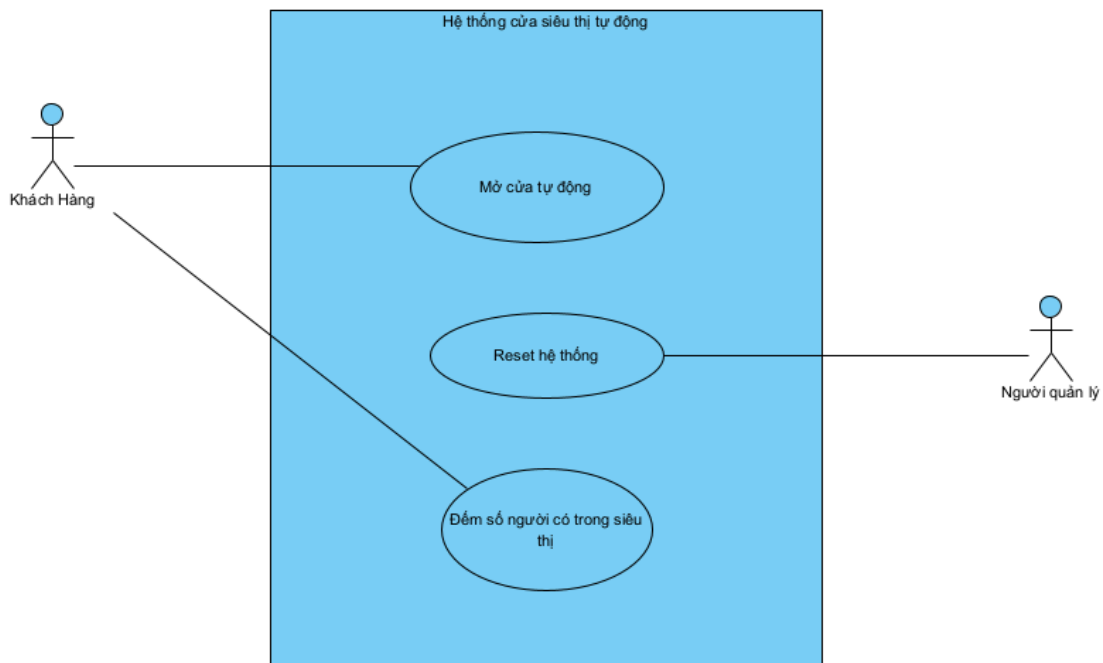 Hệ thống cửa siêu thị tự động
Khách Hàng
Mở cửa tự động
Reset hệ thống
Người quản lý
Đếm số người có trong siêu
thị